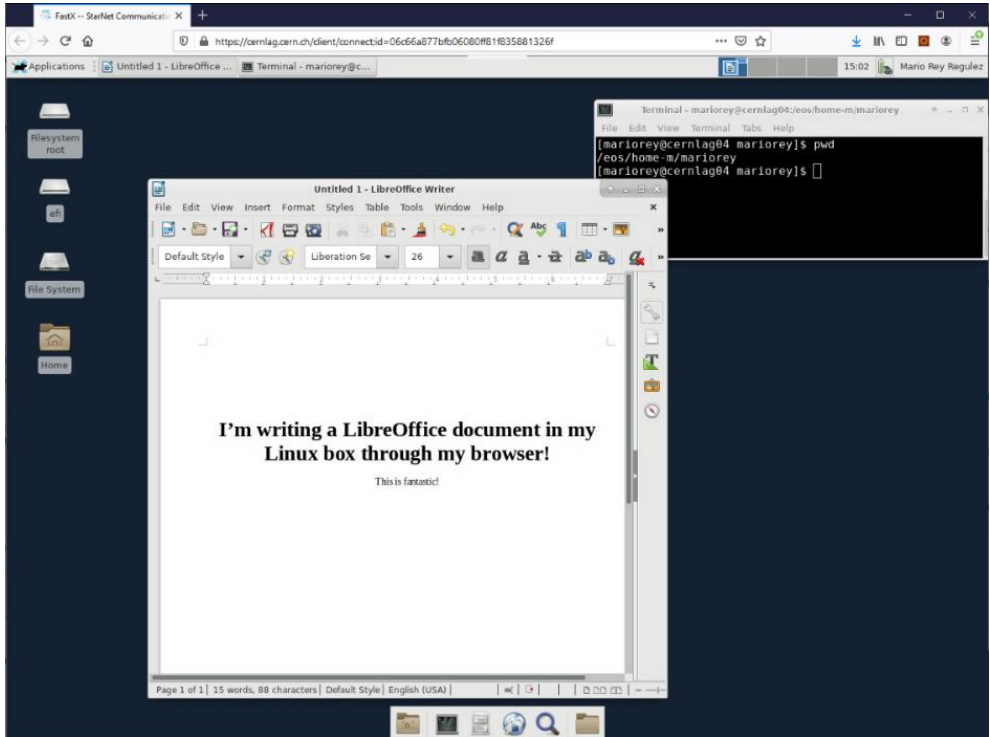 FastX -- StarNet Communicatic
https://cernlag.cern.ch/client/connect;id=06c66a877bfb06080ff81f835881326f
Applications
Untitled 1 - LibreOffice ...
Terminal - mariorey@c...
15:02
Mario Rey Regulez
Filesystem
root
efi
File System
Home
Terminal - mariorey@cernlag04:/eos/home-m/mariorey
File Edit View Terminal Tabs Help
[mariorey@cernlag04 mariorey]$ pwd
/eos/home-m/mariorey
[mariorey@cernlag04 mariorey]$
Untitled 1 - LibreOffice Writer
File Edit View Insert Format Styles Table Tools Window Help
Default Style
Liberation Se
26
I'm writing a LibreOffice document in my
Linux box through my browser!
This is fantastic!
Page 1 of 1
15 words, 88 characters
Default Style
English (USA)